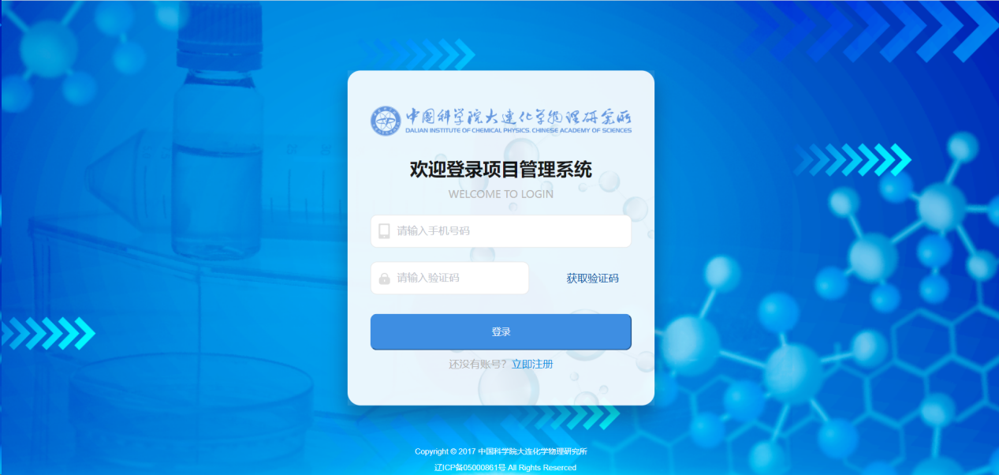 中国科学院大连化学物理研究所
DALIAN INSTITUTE OF CHEMICAL PHYSICS, CHINESE ACADEMY OF SCIENCES
欢迎登录项目管理系统
WELCOME TO LOGIN
请输入手机号码
请输入验证码 获取验证码
登录
还没有账号？ 立即注册
Copyright © 2017 中国科学院大连化学物理研究所
辽ICP备05000861号 All Rights Reserced